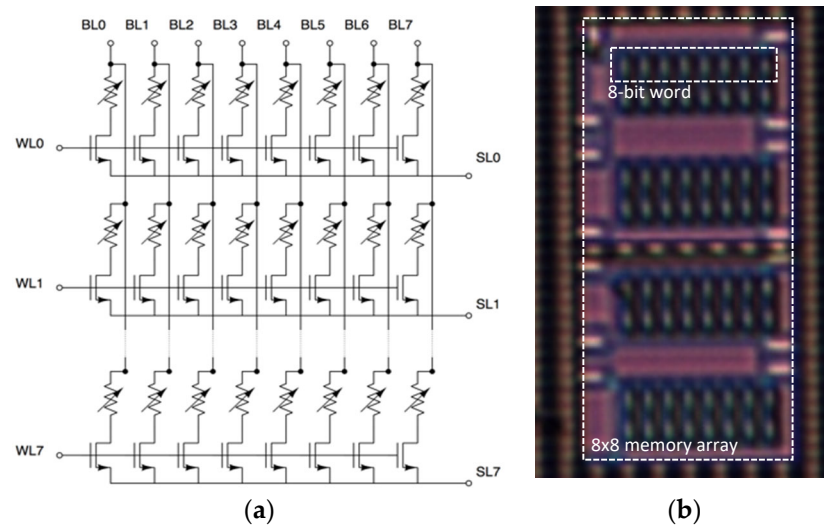 BL0 BL1 BL2 BL3 BL4 BL5 BL6 BL7
WL0
SL0
WL1
SL1
WL7
SL7
(a)
8-bit word
8x8 memory array
(b)